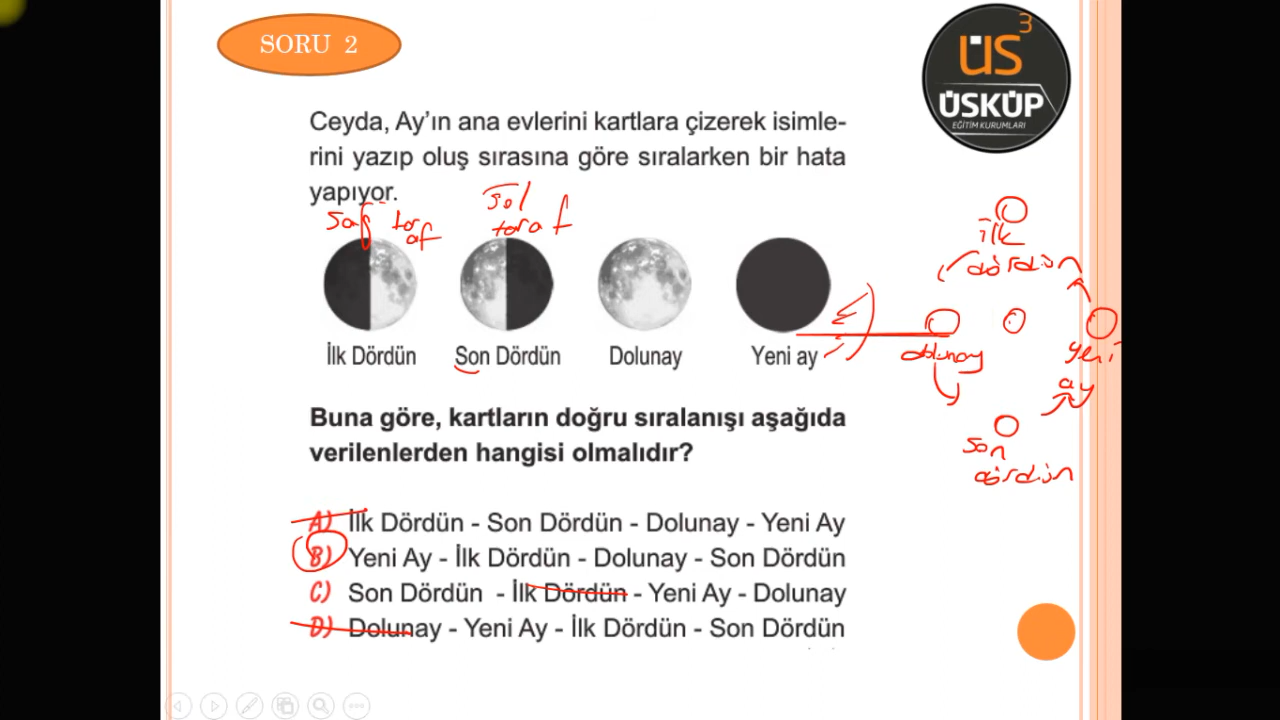 SORU 2
ÜS3
ÜSKÜP
EĞİTİM KURUMLARI
Ceyda, Ay’ın ana evlerini kartlara çizerek isimle-
rini yazıp oluş sırasına göre sıralarken bir hata
yapıyor.
sağ taraf
sol taraf
İlk Dördün Son Dördün Dolunay Yeni ay
ilk
dördün
dolunay
yeni
ay
son
dördün
Buna göre, kartların doğru sıralanışı aşağıda
verilenlerden hangisi olmalıdır?
A) İlk Dördün - Son Dördün - Dolunay - Yeni Ay
B) Yeni Ay - İlk Dördün - Dolunay - Son Dördün
C) Son Dördün - İlk Dördün - Yeni Ay - Dolunay
D) Dolunay - Yeni Ay - İlk Dördün - Son Dördün